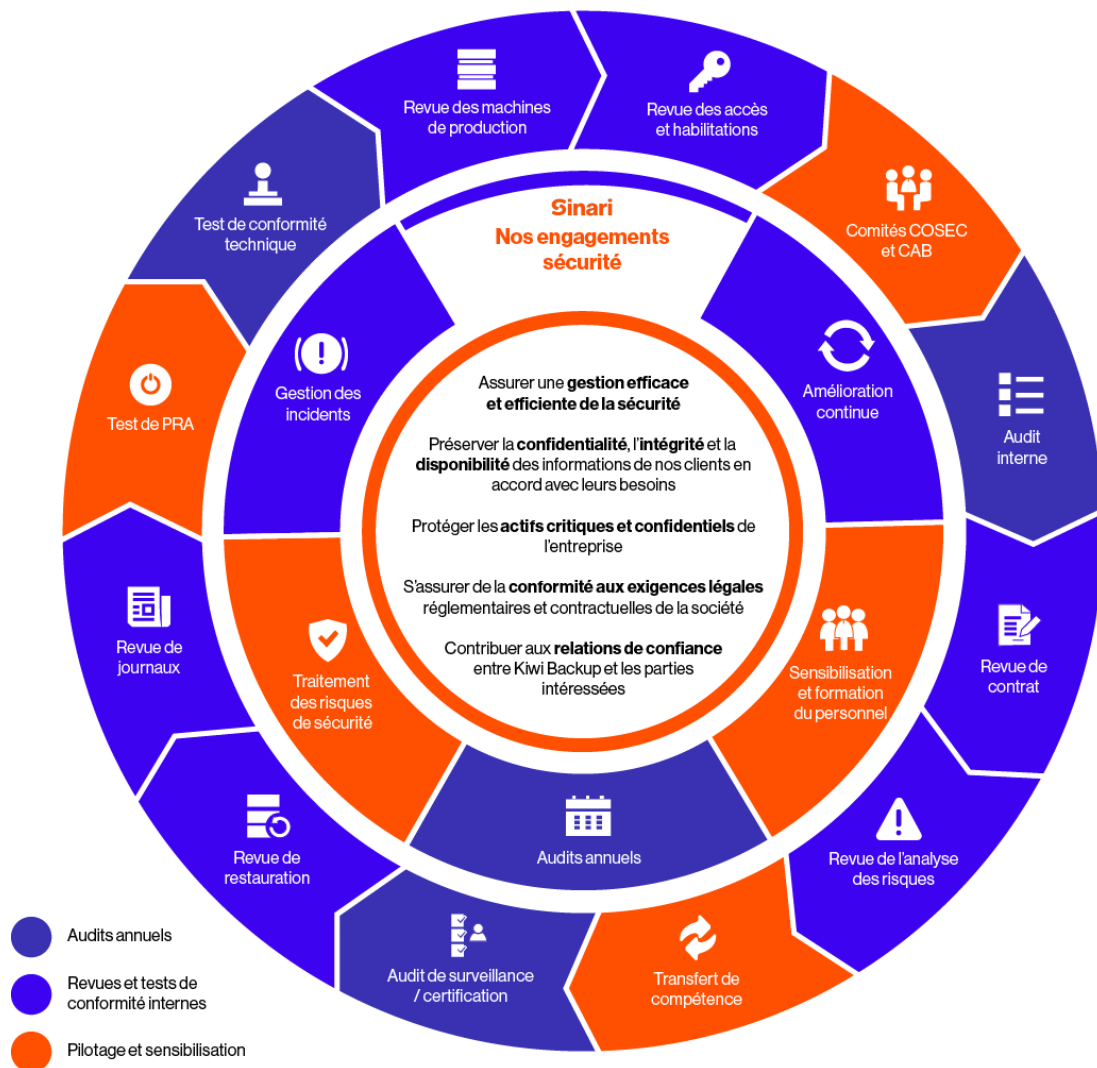 Revue des machines
de production
Revue des accès
et habilitations
Comités COSEC
et CAB
Audit
interne
Revue de
contrat
Revue de l'analyse
des risques
Transfert de
compétence
Audit de surveillance
/ certification
Revue de
restauration
Revue de
journaux
Test de PRA
Test de conformité
technique
Sinari
Nos engagements
sécurité
Gestion des
incidents
Amélioration
continue
Sensibilisation
et formation
du personnel
Audits annuels
Traitement
des risques
de sécurité
Assurer une gestion efficace
et efficiente de la sécurité
Préserver la confidentialité, l'intégrité et la
disponibilité des informations de nos clients en
accord avec leurs besoins
Protéger les actifs critiques et confidentiels de
l'entreprise
S'assurer de la conformité aux exigences légales
réglementaires et contractuelles de la société
Contribuer aux relations de confiance
entre Kiwi Backup et les parties
intéressées
Audits annuels
Revues et tests de
conformité internes
Pilotage et sensibilisation